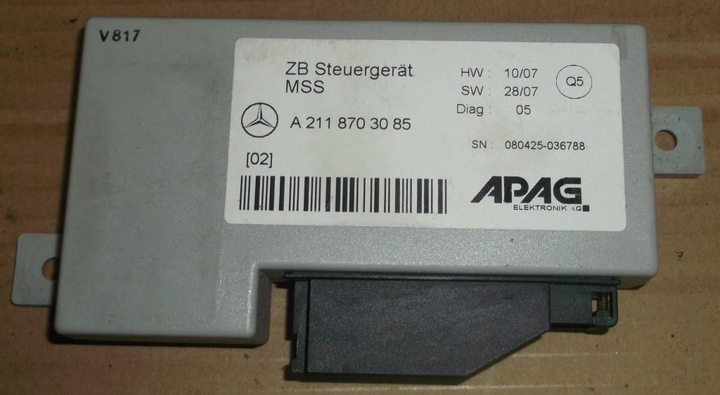 V817
ZB Steuergerät
MSS
HW : 10/07
SW : 28/07
Diag : 05
Q5
A 211 870 30 85
SN : 080425-036788
[02]
APAG
ELEKTRONIK AG